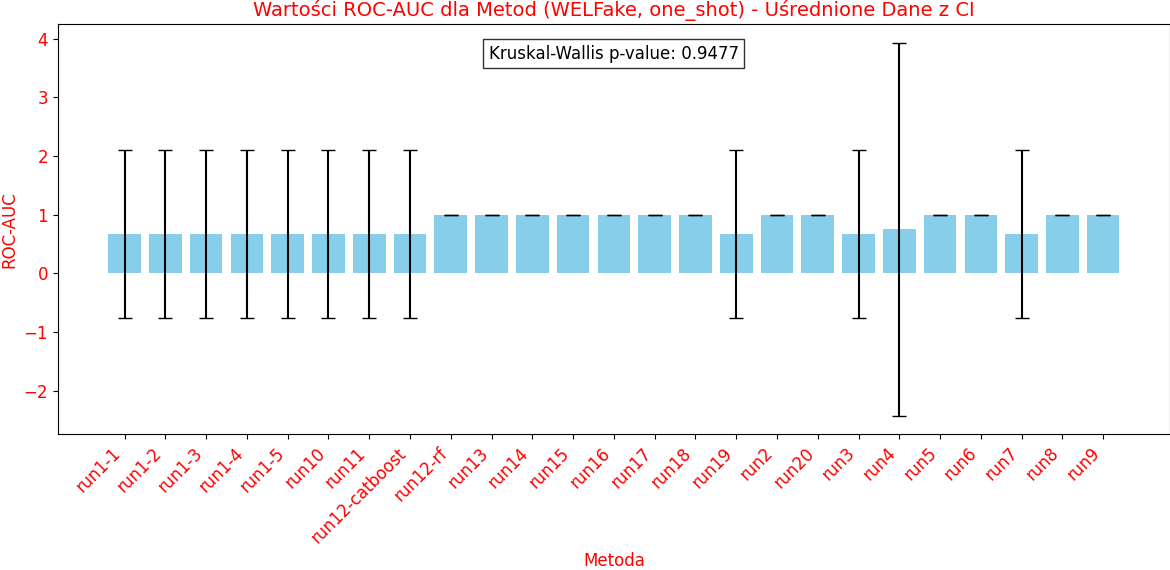 Wartości ROC-AUC dla Metod (WELFake, one_shot) - Uśrednione Dane z CI
Kruskal-Wallis p-value: 0.9477
ROC-AUC
4
3
2
1
0
−1
−2
run1-1
run1-2
run1-3
run1-4
run1-5
run10
run11
run12-catboost
run12-rf
run13
run14
run15
run16
run17
run18
run19
run2
run20
run3
run4
run5
run6
run7
run8
run9
Metoda